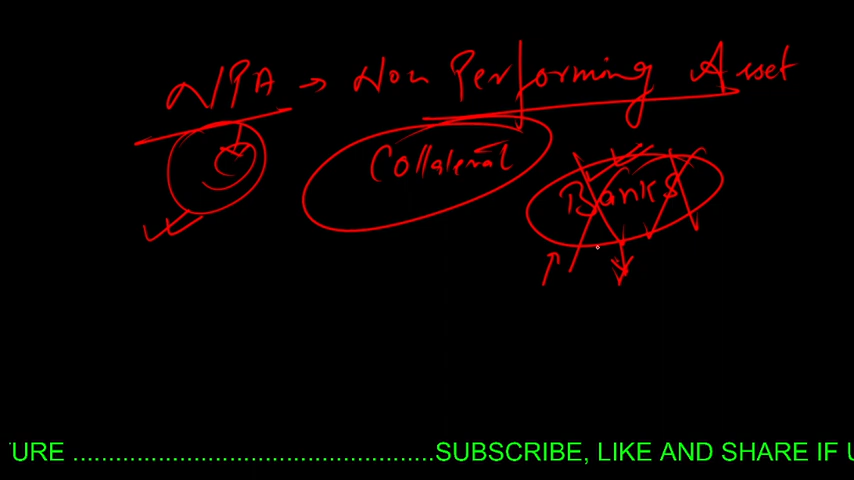 NPA → Non Performing Asset
Collateral
Banks
URE ....................................................SUBSCRIBE, LIKE AND SHARE IF U